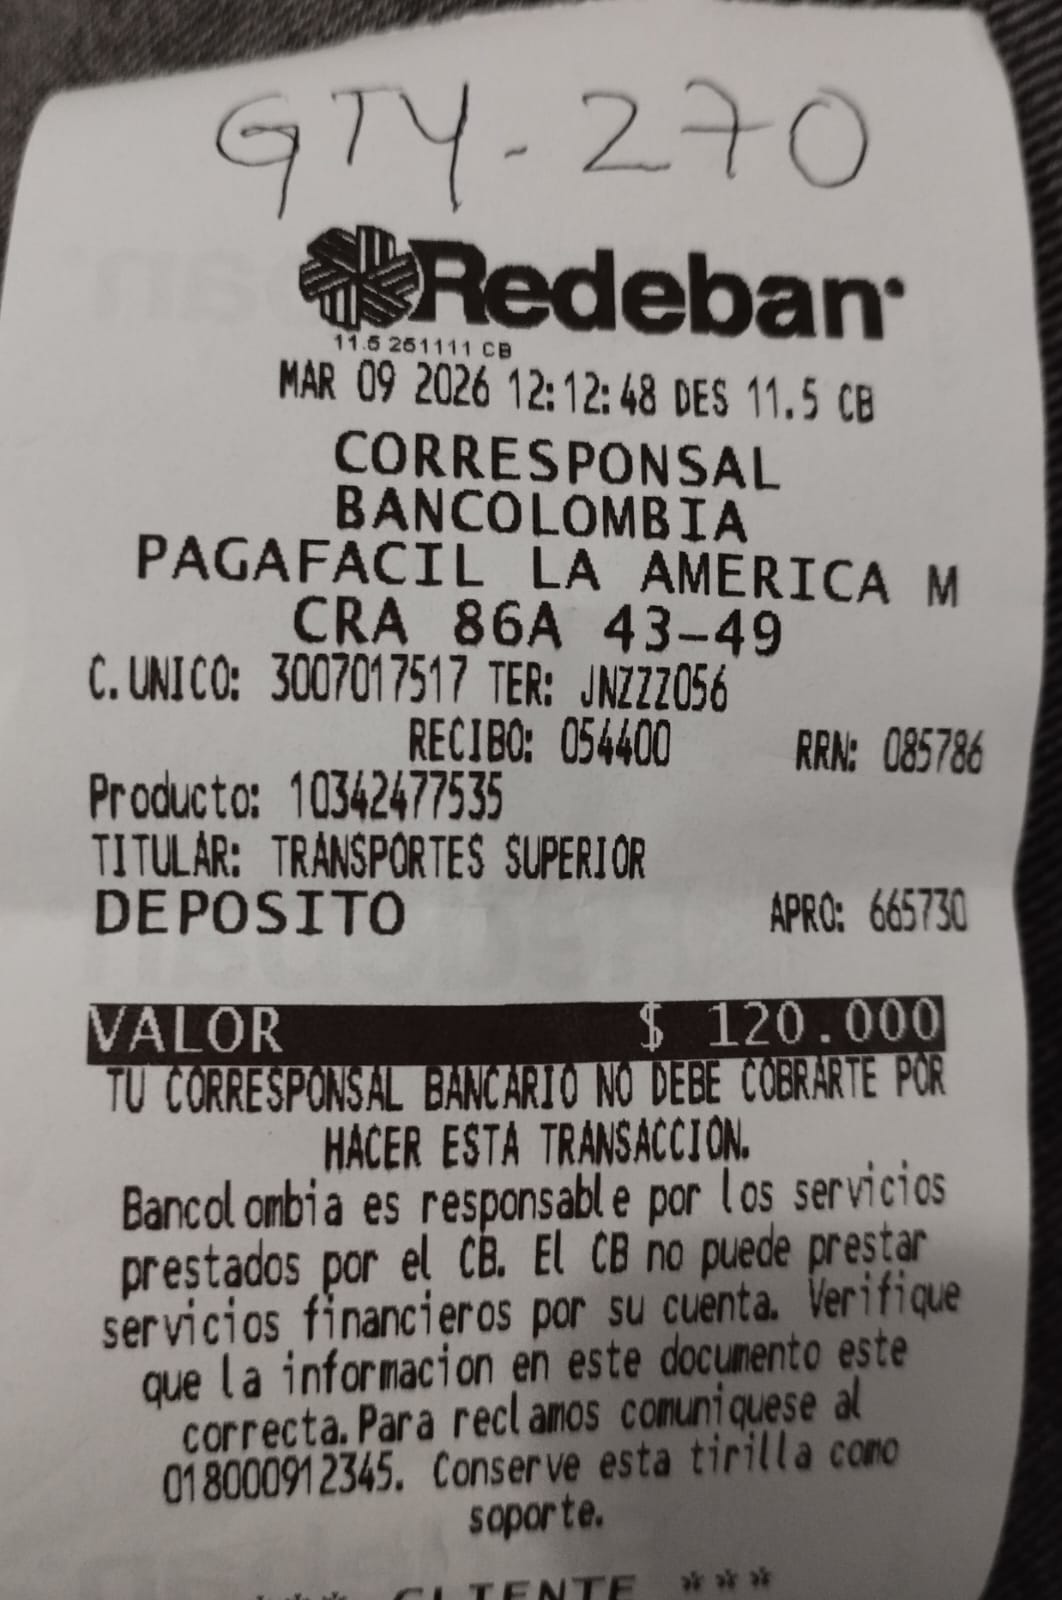 GTY-270
Redeban
11.5 251111 CB
MAR 09 2026 12:12:48 DES 11.5 CB
CORRESPONSAL
BANCOLOMBIA
PAGAFACIL LA AMERICA M
CRA 86A 43-49
C.UNICO: 3007017517 TER: JNZZZ056
RECIBO: 054400 RRN: 085786
Producto: 10342477535
TITULAR: TRANSPORTES SUPERIOR
DEPOSITO APRO: 665730
VALOR $ 120.000
TU CORRESPONSAL BANCARIO NO DEBE COBRARTE POR
HACER ESTA TRANSACCION.
Bancolombia es responsable por los servicios
prestados por el CB. El CB no puede prestar
servicios financieros por su cuenta. Verifique
que la informacion en este documento este
correcta.Para reclamos comuniquese al
018000912345. Conserve esta tirilla como
soporte.
*** CLIENTE ***